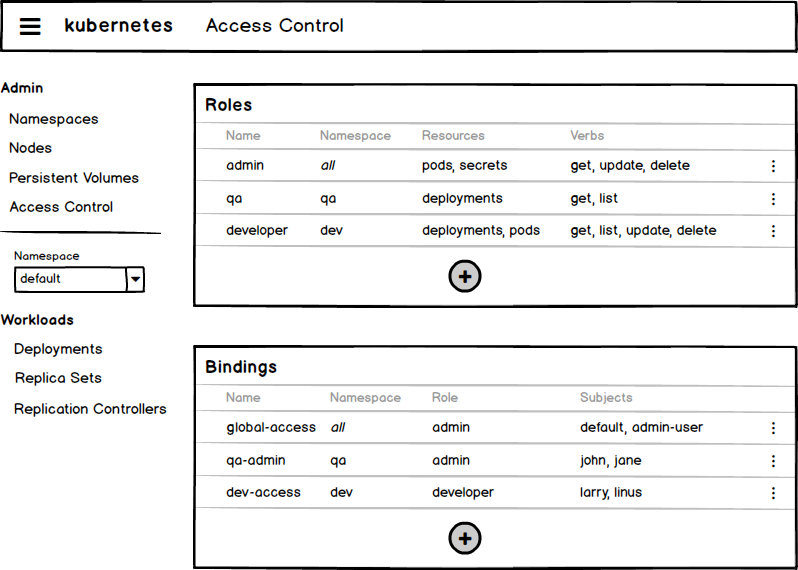 kubernetes Access Control
Admin
Namespaces
Nodes
Persistent Volumes
Access Control
Namespace
default
Workloads
Deployments
Replica Sets
Replication Controllers
Roles
Name Namespace Resources Verbs
admin all pods, secrets get, update, delete
qa qa deployments get, list
developer dev deployments, pods get, list, update, delete
Bindings
Name Namespace Role Subjects
global-access all admin default, admin-user
qa-admin qa admin john, jane
dev-access dev developer larry, linus